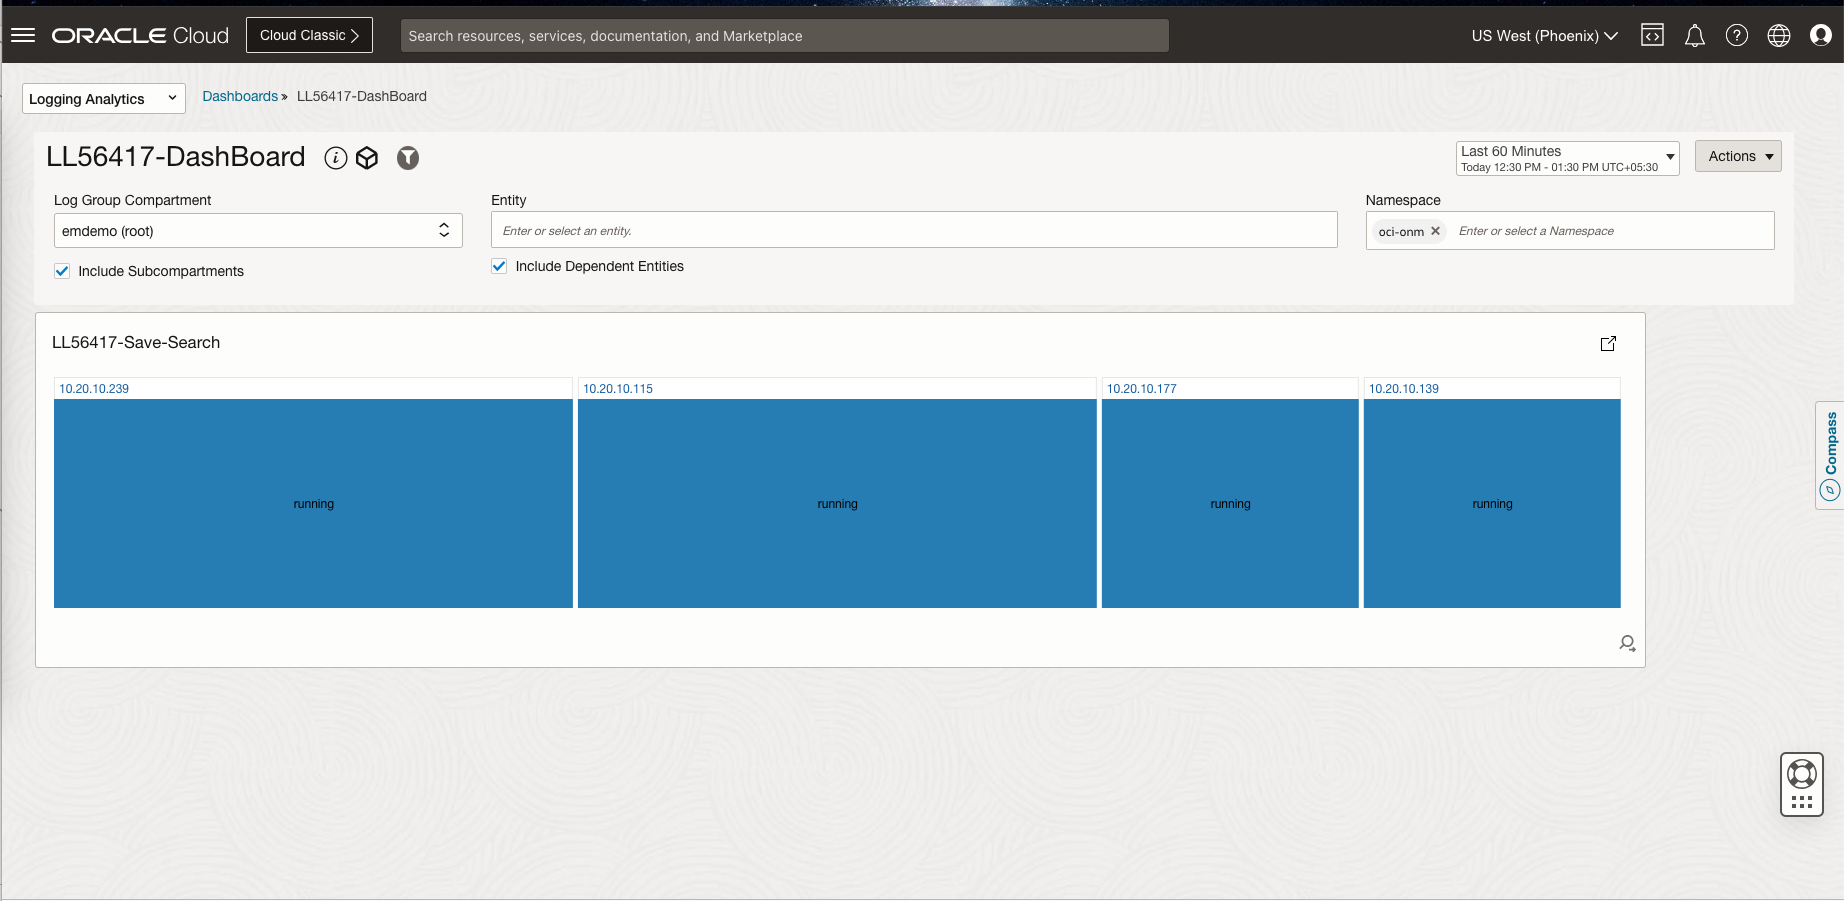 ORACLE Cloud
Cloud Classic
Search resources, services, documentation, and Marketplace
US West (Phoenix)
Logging Analytics
Dashboards » LL56417-DashBoard
LL56417-DashBoard
Last 60 Minutes
Today 12:30 PM - 01:30 PM UTC+05:30
Actions
Log Group Compartment
Entity
Namespace
emdemo (root)
Enter or select an entity.
oci-onm
Enter or select a Namespace
Include Subcompartments
Include Dependent Entities
LL56417-Save-Search
10.20.10.239
10.20.10.115
10.20.10.177
10.20.10.139
running
running
running
running
Compass